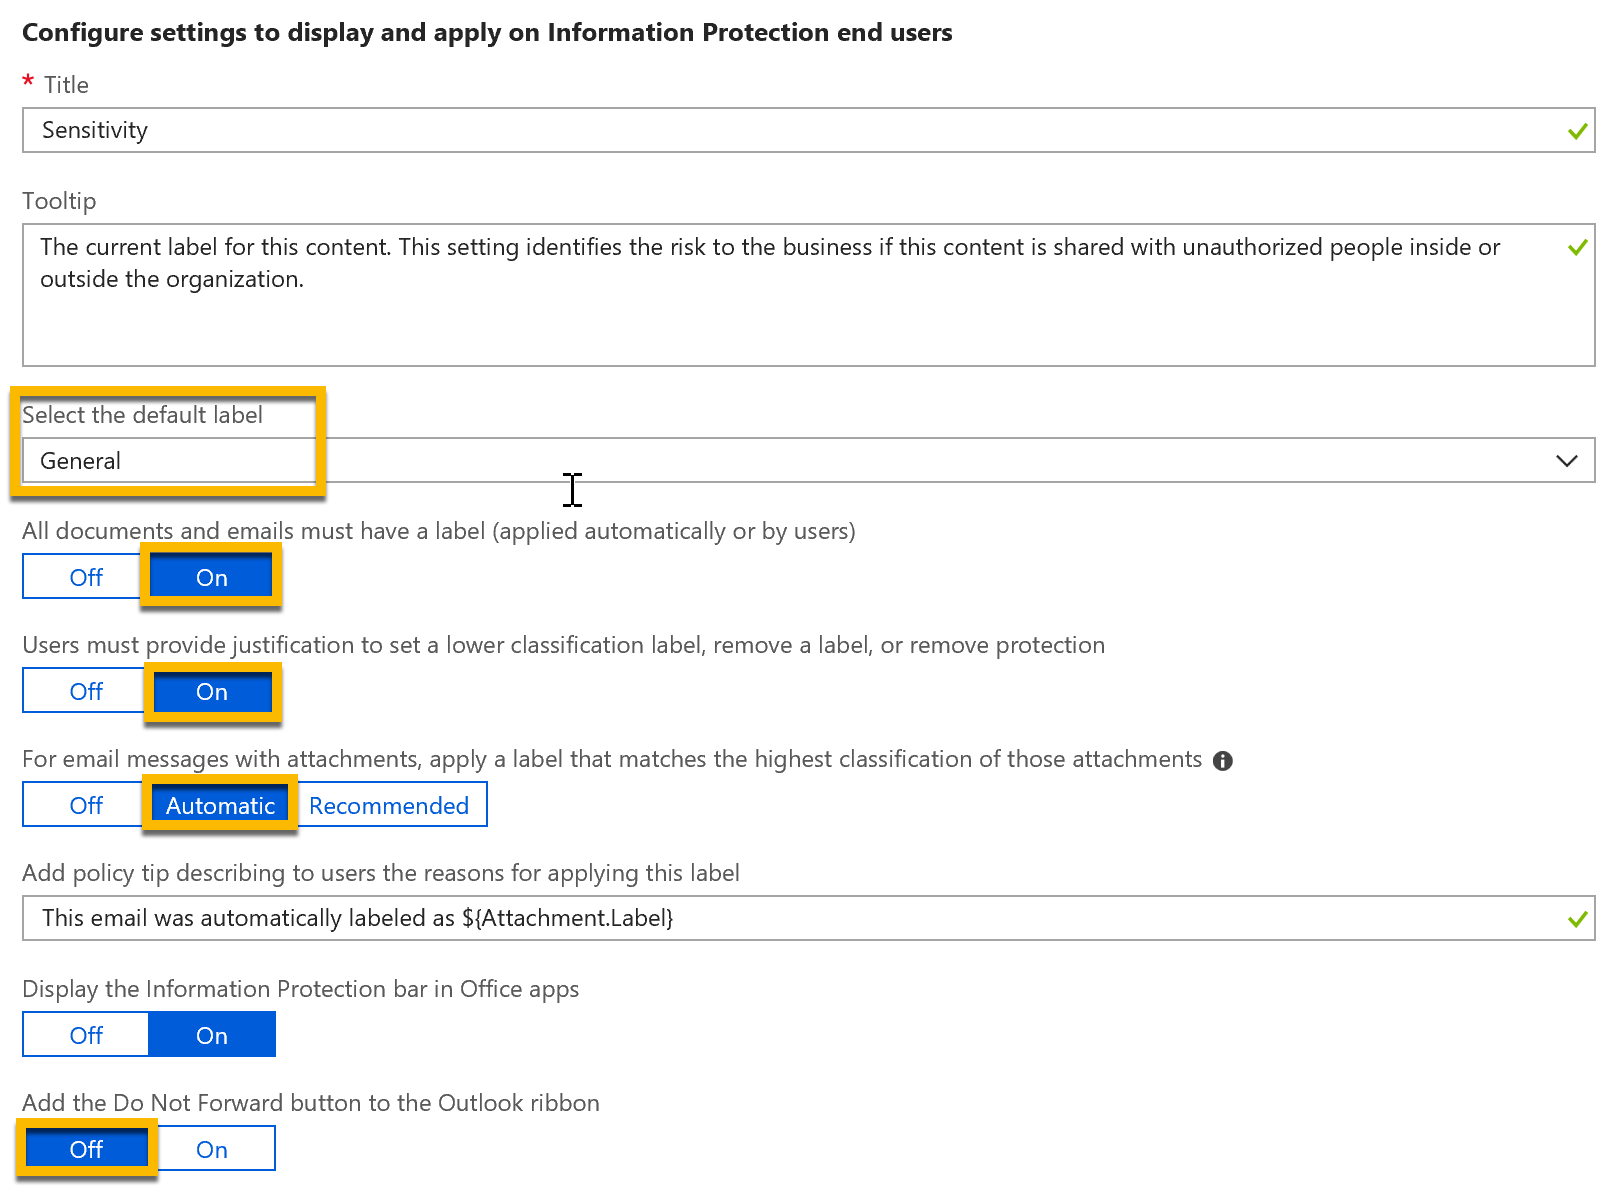 Configure settings to display and apply on Information Protection end users
* Title
Sensitivity
Tooltip
The current label for this content. This setting identifies the risk to the business if this content is shared with unauthorized people inside or
outside the organization.
Select the default label
General
All documents and emails must have a label (applied automatically or by users)
Off On
Users must provide justification to set a lower classification label, remove a label, or remove protection
Off On
For email messages with attachments, apply a label that matches the highest classification of those attachments
Off Automatic Recommended
Add policy tip describing to users the reasons for applying this label
This email was automatically labeled as ${Attachment.Label}
Display the Information Protection bar in Office apps
Off On
Add the Do Not Forward button to the Outlook ribbon
Off On